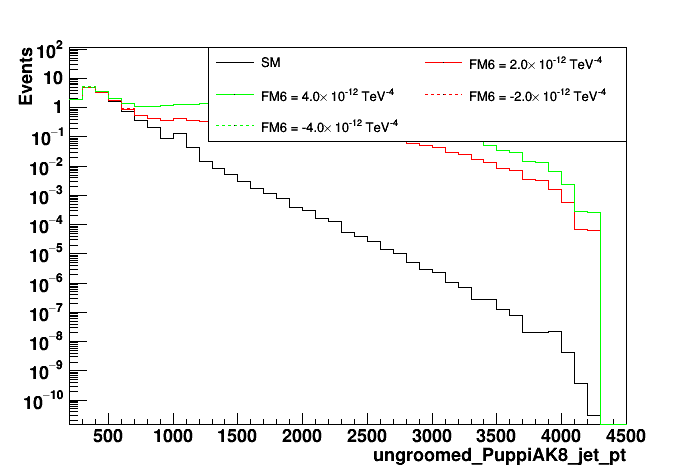 Events
10²
10
1
10⁻¹
10⁻²
10⁻³
10⁻⁴
10⁻⁵
10⁻⁶
10⁻⁷
10⁻⁸
10⁻⁹
10⁻¹⁰
SM
FM6 = 2.0× 10⁻¹² TeV⁻⁴
FM6 = 4.0× 10⁻¹² TeV⁻⁴
FM6 = -2.0× 10⁻¹² TeV⁻⁴
FM6 = -4.0× 10⁻¹² TeV⁻⁴
500 1000 1500 2000 2500 3000 3500 4000 4500
ungroomed_PuppiAK8_jet_pt